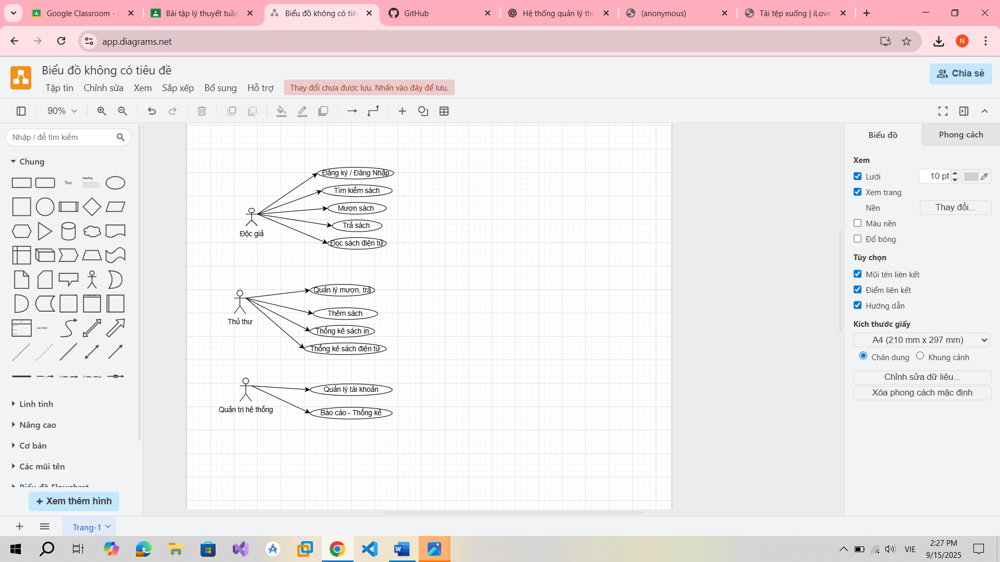 Google Classroom - L
Bài tập lý thuyết tuần
Biểu đồ không có tiê
GitHub
Hệ thống quản lý thu
(anonymous)
Tải tệp xuống | iLove
app.diagrams.net
N
Biểu đồ không có tiêu đề
Tập tin
Chỉnh sửa
Xem
Sắp xếp
Bổ sung
Hỗ trợ
Thay đổi chưa được lưu. Nhấn vào đây để lưu.
Chia sẻ
90%
Nhập / để tìm kiếm
Chung
Text
Heading
List Item
Linh tinh
Nâng cao
Cơ bản
Các mũi tên
Biểu đồ Flowchart
+ Xem thêm hình
Đăng ký / Đăng Nhập
Tìm kiếm sách
Mượn sách
Trả sách
Đọc sách điện tử
Độc giả
Quản lý mượn, trả
Thêm sách
Thống kê sách in
Thống kê sách điện tử
Thủ thư
Quản lý tài khoản
Báo cáo - Thống kê
Quản trị hệ thống
Biểu đồ
Phong cách
Xem
Lưới
10 pt
Xem trang
Nền
Thay đổi...
Màu nền
Đổ bóng
Tùy chọn
Mũi tên liên kết
Điểm liên kết
Hướng dẫn
Kích thước giấy
A4 (210 mm x 297 mm)
Chân dung
Khung cảnh
Chỉnh sửa dữ liệu...
Xóa phong cách mặc định
Trang-1
VIE
2:27 PM
9/15/2025